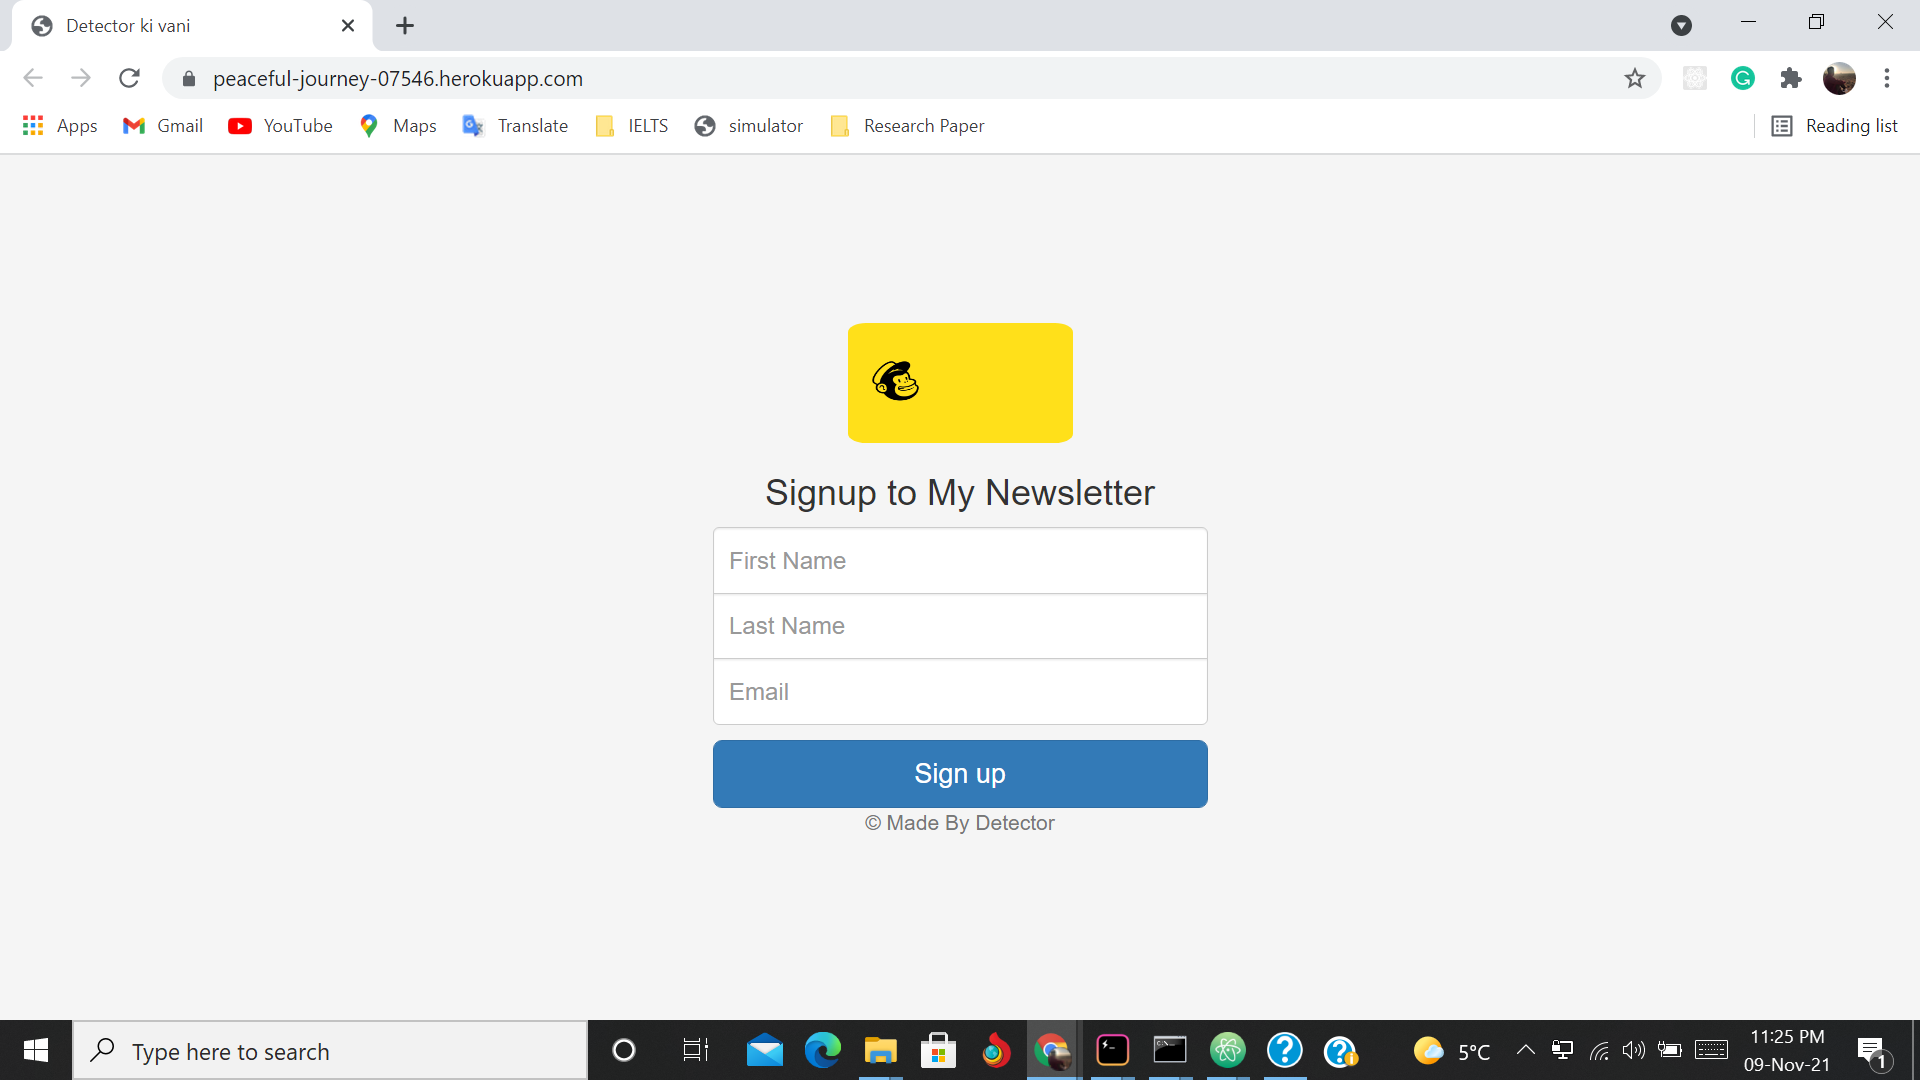 Detector ki vani
peaceful-journey-07546.herokuapp.com
Apps Gmail YouTube Maps Translate IELTS simulator Research Paper Reading list
Signup to My Newsletter
First Name
Last Name
Email
Sign up
© Made By Detector
Type here to search
5°C
11:25 PM
09-Nov-21
1